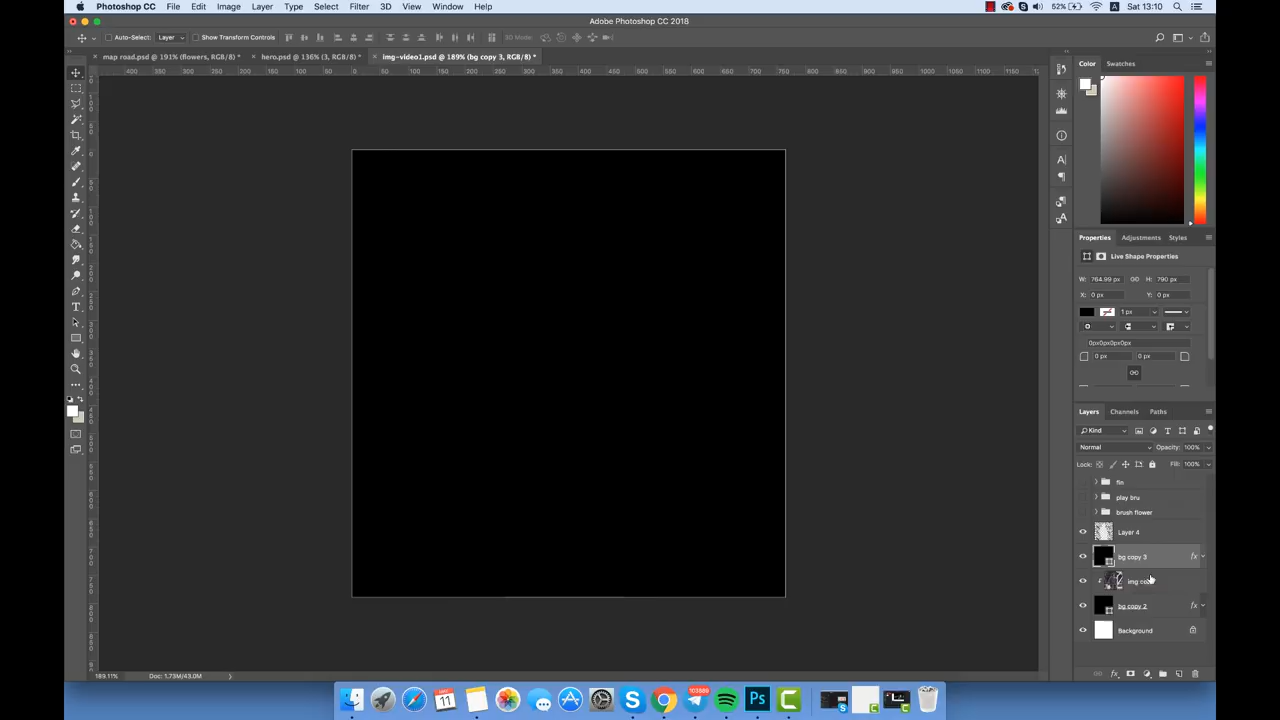 Photoshop CC File Edit Image Layer Type Select Filter 3D View Window Help 52% Sat 13:10
Adobe Photoshop CC 2018
Auto-Select: Layer Show Transform Controls 3D Mode:
map road.psd @ 191% (flowers, RGB/8) * hero.psd @ 136% (3, RGB/8) * img-video1.psd @ 189% (bg copy 3, RGB/8) *
Color Swatches
Properties Adjustments Styles
Live Shape Properties
W: 764.99 px H: 790 px
X: 0 px Y: 0 px
1 px
0px0px0px0px
0 px 0 px
Layers Channels Paths
Kind
Normal Opacity: 100%
Lock: Fill: 100%
fin
play bru
brush flower
Layer 4
bg copy 3 fx
img co
bg copy 2 fx
Background
189.11% Doc: 1.73M/43.0M